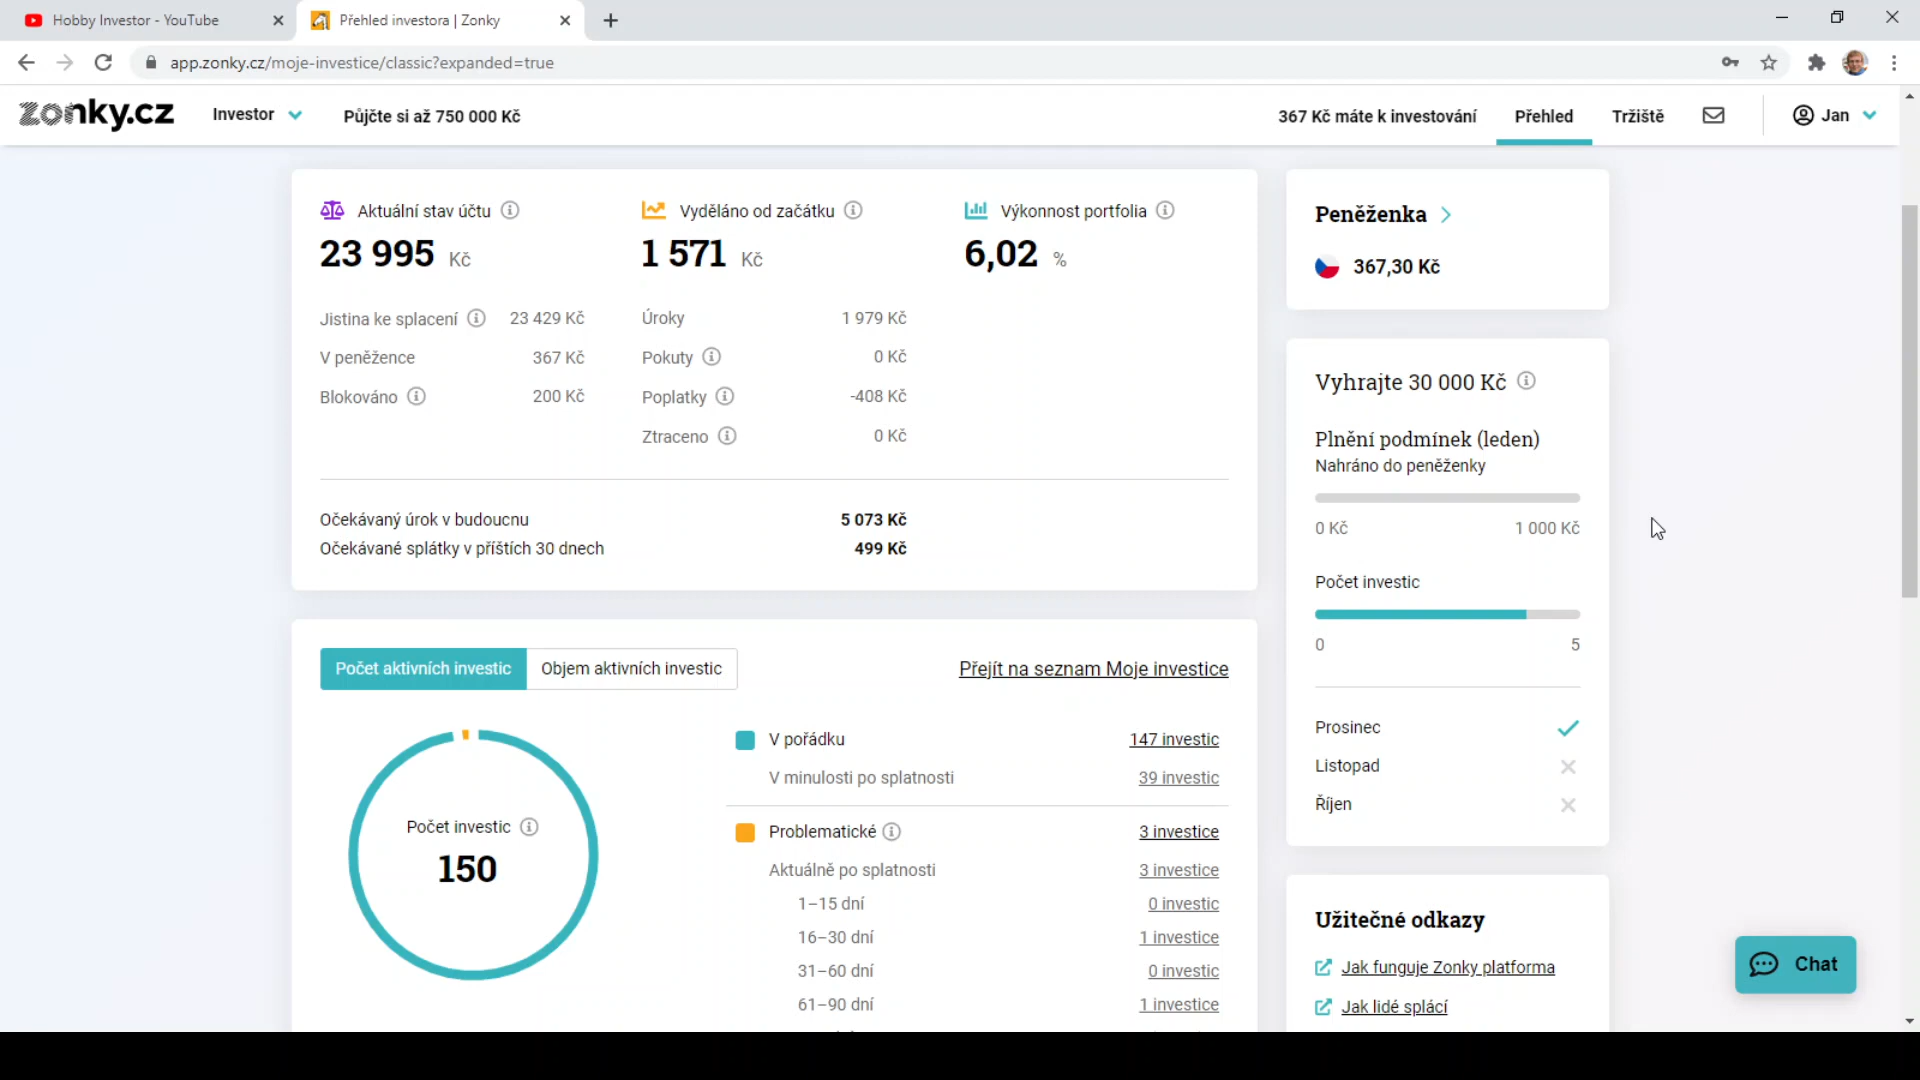 Hobby Investor - YouTube
Přehled investora | Zonky
app.zonky.cz/moje-investice/classic?expanded=true
zonky.cz
Investor
Půjčte si až 750 000 Kč
367 Kč máte k investování
Přehled
Tržiště
Jan
Aktuální stav účtu
23 995 Kč
Jistina ke splacení 23 429 Kč
V peněžence 367 Kč
Blokováno 200 Kč
Vyděláno od začátku
1 571 Kč
Úroky 1 979 Kč
Pokuty 0 Kč
Poplatky -408 Kč
Ztraceno 0 Kč
Výkonnost portfolia
6,02 %
Očekávaný úrok v budoucnu 5 073 Kč
Očekávané splátky v příštích 30 dnech 499 Kč
Počet aktivních investic
Objem aktivních investic
Přejít na seznam Moje investice
Počet investic
150
V pořádku 147 investic
V minulosti po splatnosti 39 investic
Problematické 3 investice
Aktuálně po splatnosti 3 investice
1–15 dní 0 investic
16–30 dní 1 investice
31–60 dní 0 investic
61–90 dní 1 investice
Peněženka
367,30 Kč
Vyhrajte 30 000 Kč
Plnění podmínek (leden)
Nahráno do peněženky
0 Kč 1 000 Kč
Počet investic
0 5
Prosinec
Listopad
Říjen
Užitečné odkazy
Jak funguje Zonky platforma
Jak lidé splácí
Chat